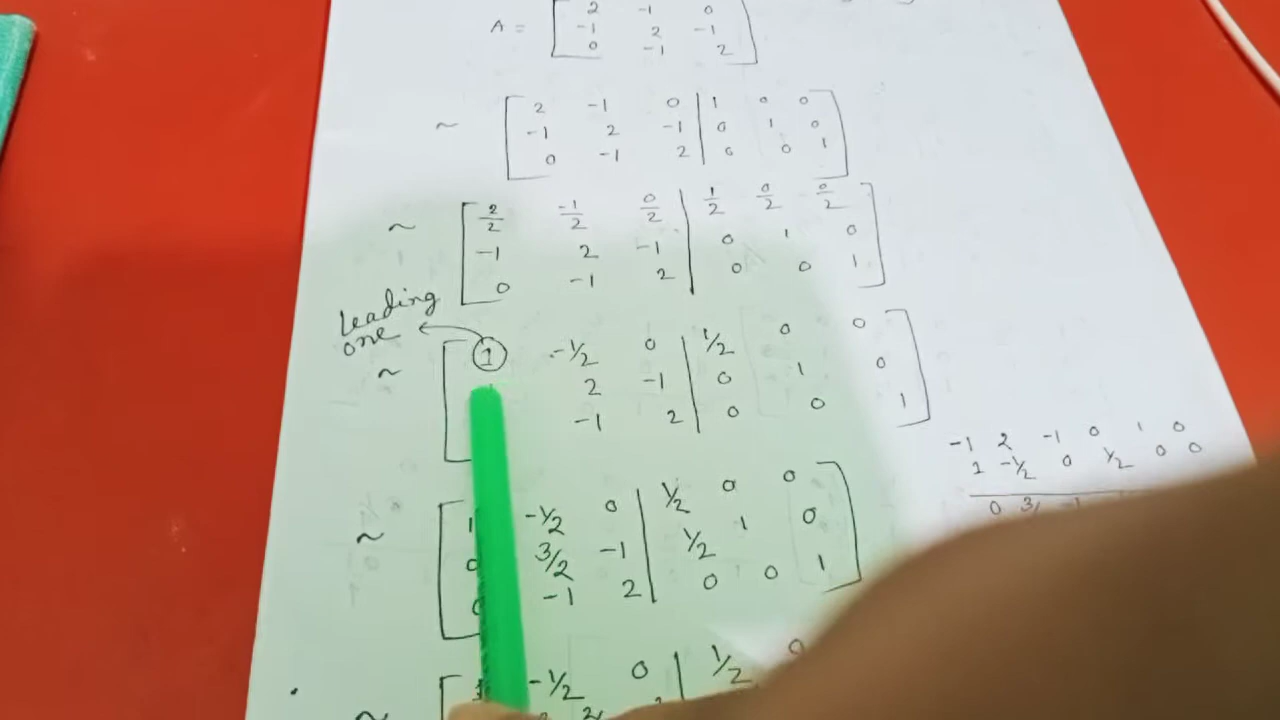 A = 2 -1 0
-1 2 -1
0 -1 2
~ 2 -1 0 | 1 0 0
-1 2 -1 | 0 1 0
0 -1 2 | 0 0 1
~ 2/2 -1/2 0/2 | 1/2 0/2 0/2
-1 2 -1 | 0 1 0
0 -1 2 | 0 0 1
leading
one
~ 1 -1/2 0 | 1/2 0 0
2 -1 | 0 1 0
-1 2 | 0 0 1
-1 2 -1 0 1 0
1 -1/2 0 1/2 0 0
0 3/
~ 1 -1/2 0 | 1/2 0 0
0 3/2 -1 | 1/2 1 0
0 -1 2 | 0 0 1
~ 1 -1/2 0 | 1/2 0